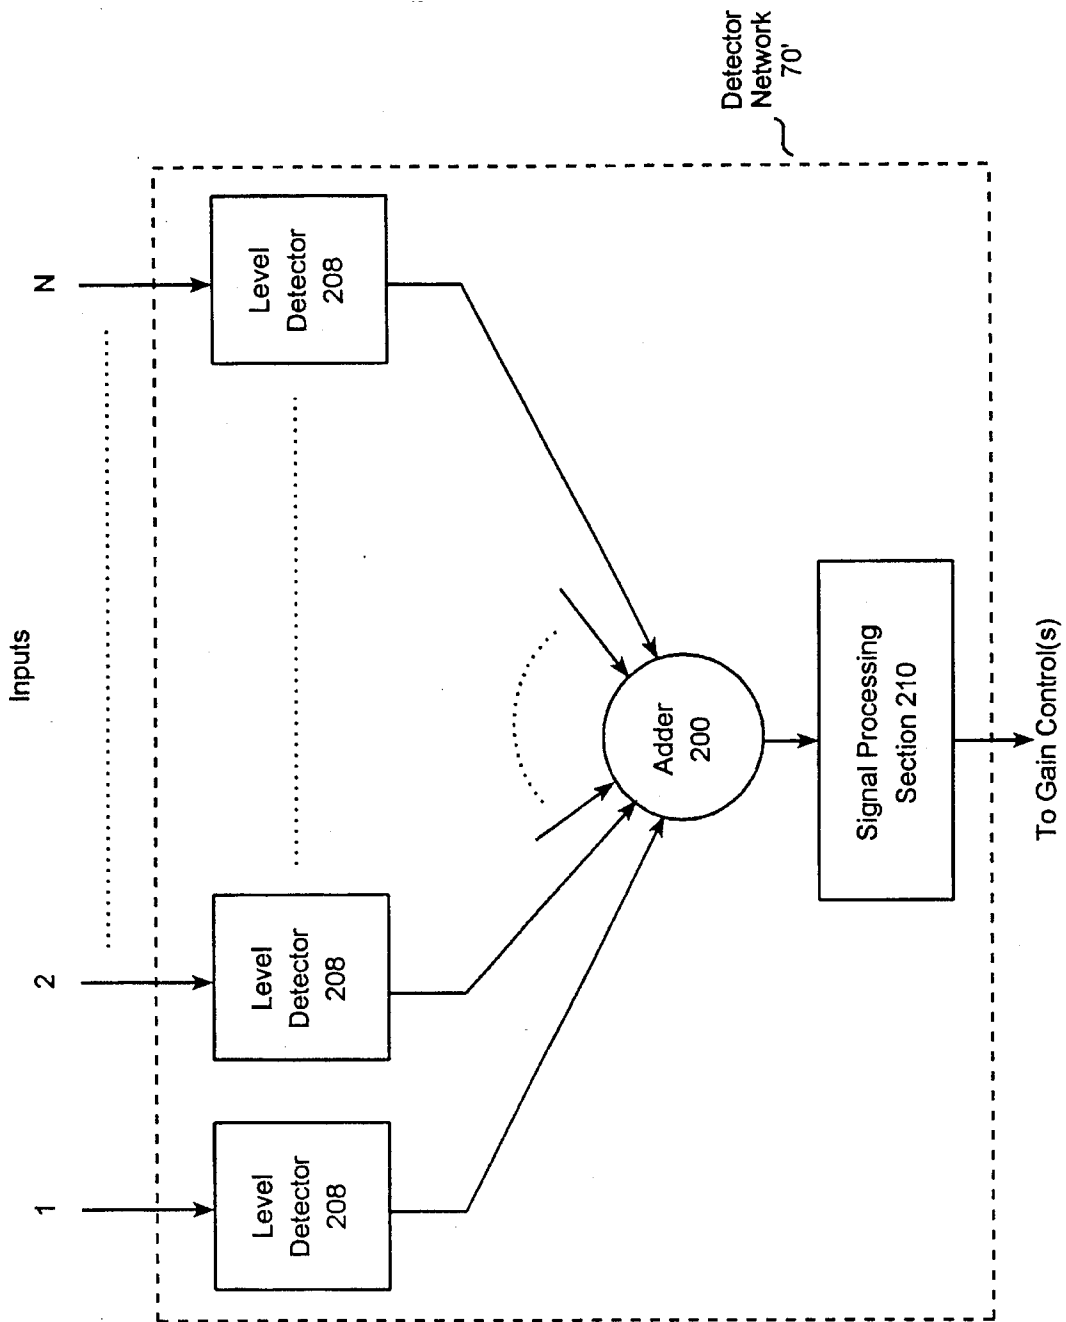 Inputs
1
2
N
Level
Detector
208
Level
Detector
208
Level
Detector
208
Detector
Network
70'
Adder
200
Signal Processing
Section 210
To Gain Control(s)